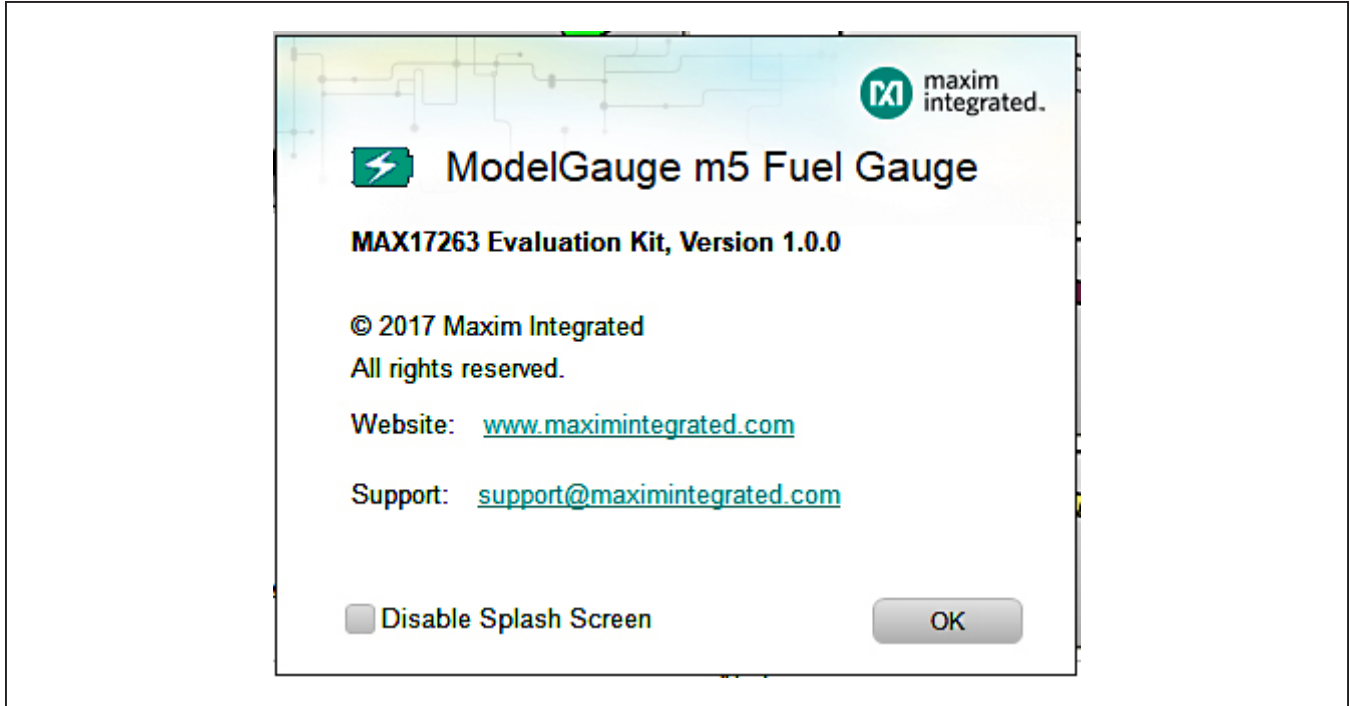 maxim
integrated™
ModelGauge m5 Fuel Gauge
MAX17263 Evaluation Kit, Version 1.0.0
© 2017 Maxim Integrated
All rights reserved.
Website: www.maximintegrated.com
Support: support@maximintegrated.com
Disable Splash Screen
OK